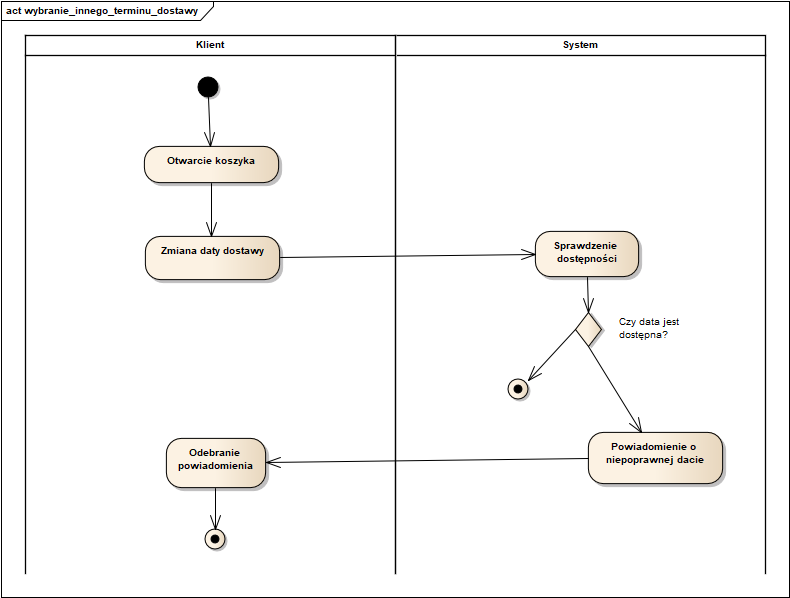 act wybranie_innego_terminu_dostawy
Klient
System
Otwarcie koszyka
Zmiana daty dostawy
Sprawdzenie
dostępności
Czy data jest
dostępna?
Powiadomienie o
niepoprawnej dacie
Odebranie
powiadomienia